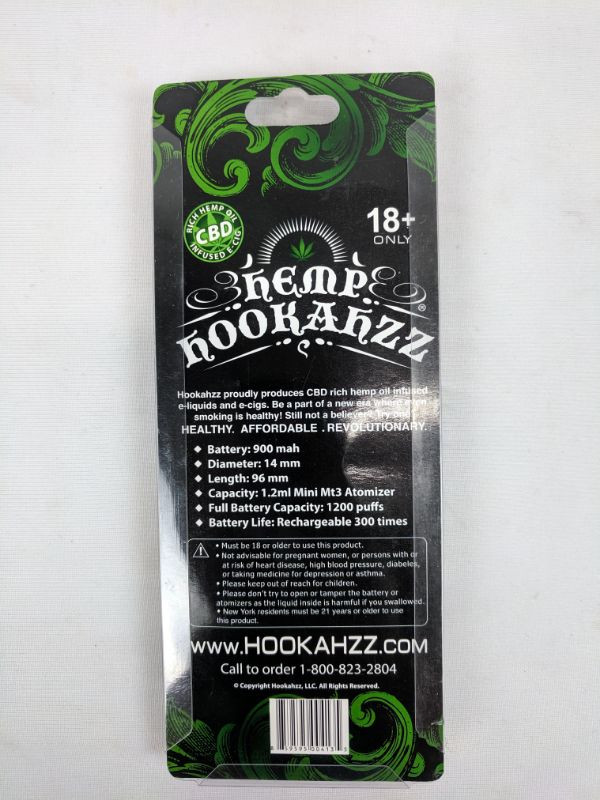 RICH HEMP OIL
CBD
INFUSED E-CIG
18+
ONLY
HEMP
HOOKAHZZ
®
Hookahzz proudly produces CBD rich hemp oil infused
e-liquids and e-cigs. Be a part of a new era where even
smoking is healthy! Still not a believer? Try one!
HEALTHY. AFFORDABLE . REVOLUTIONARY.
◆ Battery: 900 mah
◆ Diameter: 14 mm
◆ Length: 96 mm
◆ Capacity: 1.2ml Mini Mt3 Atomizer
◆ Full Battery Capacity: 1200 puffs
◆ Battery Life: Rechargeable 300 times
• Must be 18 or older to use this product.
• Not advisable for pregnant women, or persons with or
at risk of heart disease, high blood pressure, diabetes,
or taking medicine for depression or asthma.
• Please keep out of reach for children.
• Please don't try to open or tamper the battery or
atomizers as the liquid inside is harmful if you swallowed.
• New York residents must be 21 years or older to use
this product.
WWW.HOOKAHZZ.COM
Call to order 1-800-823-2804
© Copyright Hookahzz, LLC. All Rights Reserved.
8 59595 00413 3